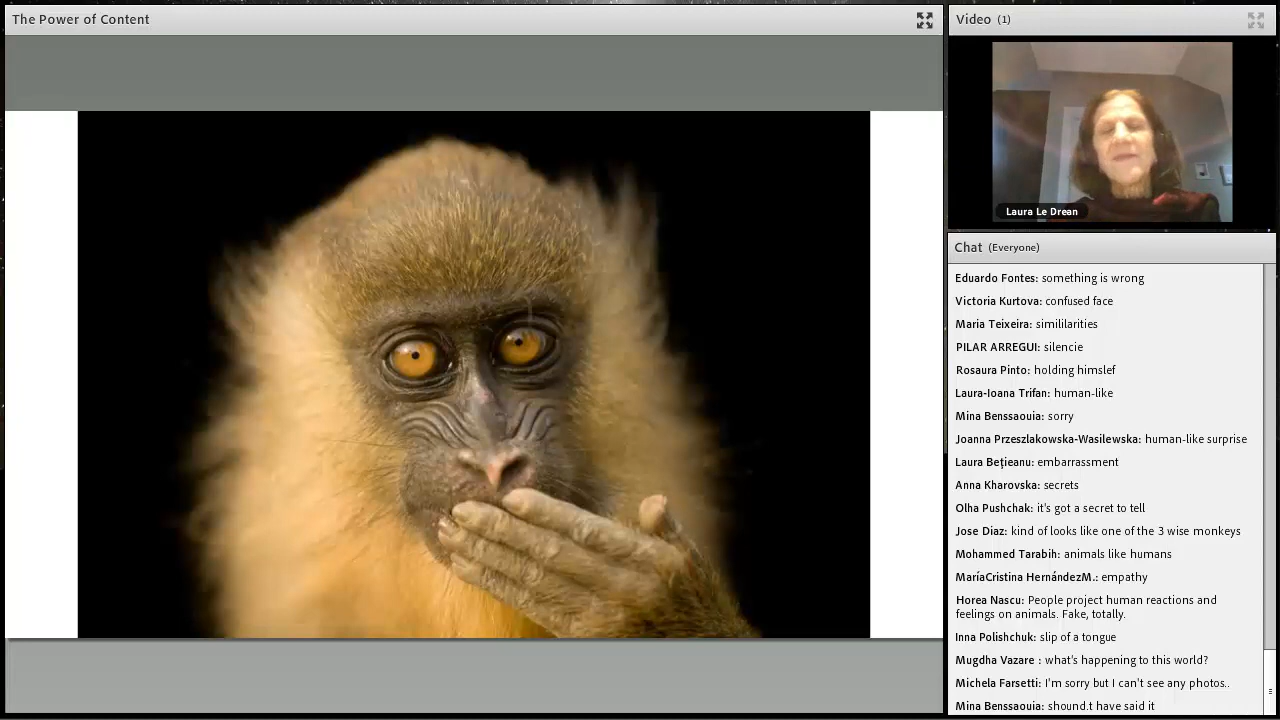 The Power of Content
Video (1)
Laura Le Drean
Chat (Everyone)
Eduardo Fontes: something is wrong
Victoria Kurtova: confused face
Maria Teixeira: simililarities
PILAR ARREGUI: silencie
Rosaura Pinto: holding himslef
Laura-Ioana Trifan: human-like
Mina Benssaouia: sorry
Joanna Przeszlakowska-Wasilewska: human-like surprise
Laura Bețieanu: embarrassment
Anna Kharovska: secrets
Olha Pushchak: it's got a secret to tell
Jose Diaz: kind of looks like one of the 3 wise monkeys
Mohammed Tarabih: animals like humans
MaríaCristina HernándezM.: empathy
Horea Nascu: People project human reactions and
feelings on animals. Fake, totally.
Inna Polishchuk: slip of a tongue
Mugdha Vazare : what's happening to this world?
Michela Farsetti: I'm sorry but I can't see any photos..
Mina Benssaouia: shound.t have said it